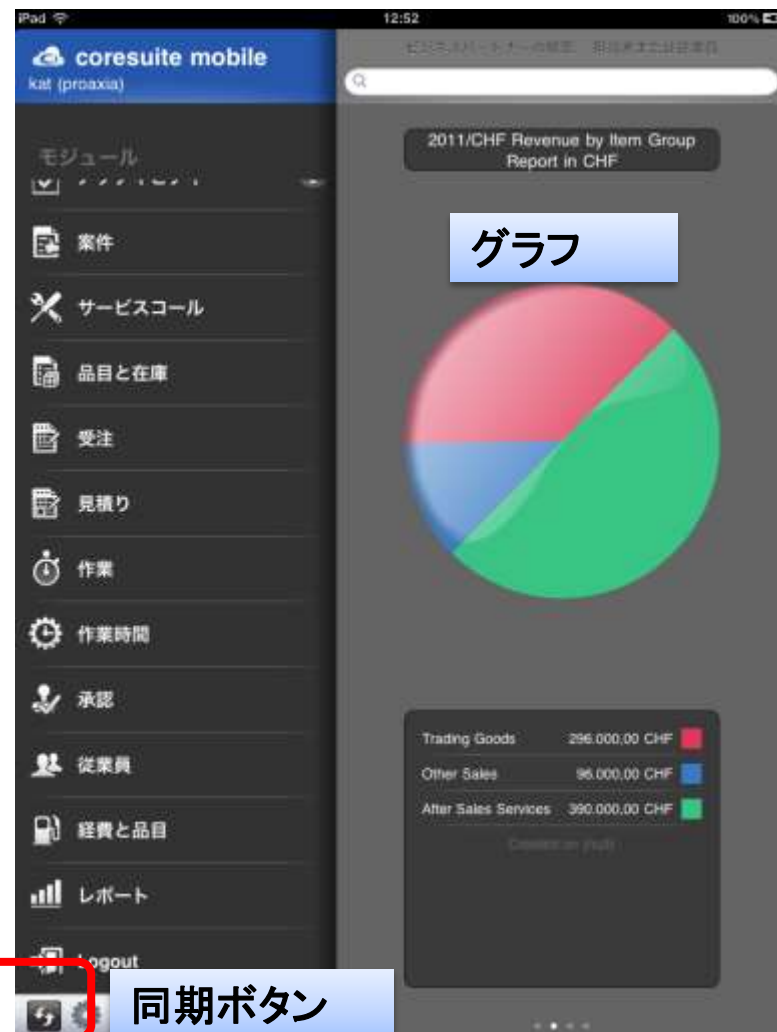 iPad
12:52
100%
coresuite mobile
kat (proaxia)
2011/CHF Revenue by Item Group
Report in CHF
モジュール
案件
グラフ
サービスコール
品目と在庫
受注
見積り
作業
作業時間
承認
従業員
経費と品目
レポート
Logout
Trading Goods 296.000,00 CHF
Other Sales 96.000,00 CHF
After Sales Services 390.000,00 CHF
同期ボタン